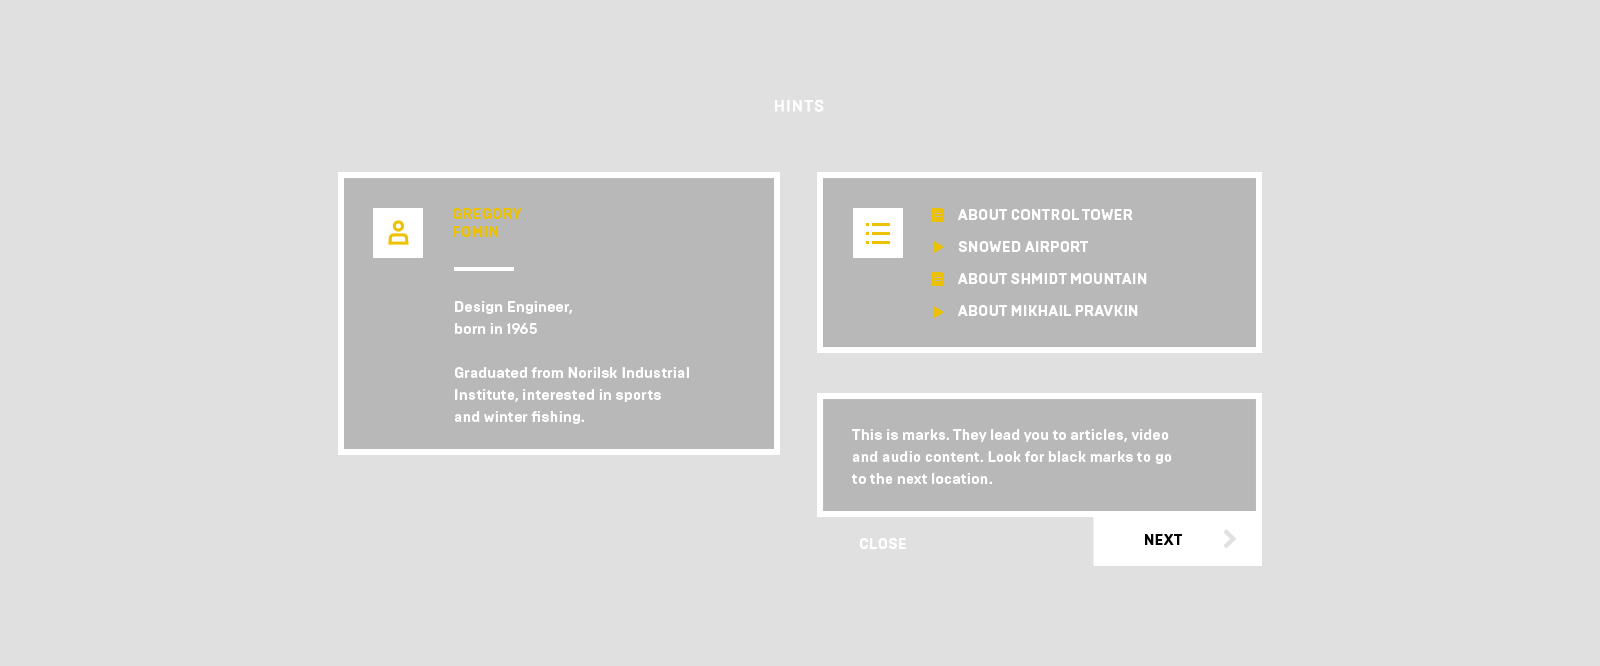 HINTS
GREGORY
FOMIN
Design Engineer,
born in 1965
Graduated from Norilsk Industrial
Institute, interested in sports
and winter fishing.
ABOUT CONTROL TOWER
SNOWED AIRPORT
ABOUT SHMIDT MOUNTAIN
ABOUT MIKHAIL PRAVKIN
This is marks. They lead you to articles, video
and audio content. Look for black marks to go
to the next location.
CLOSE
NEXT